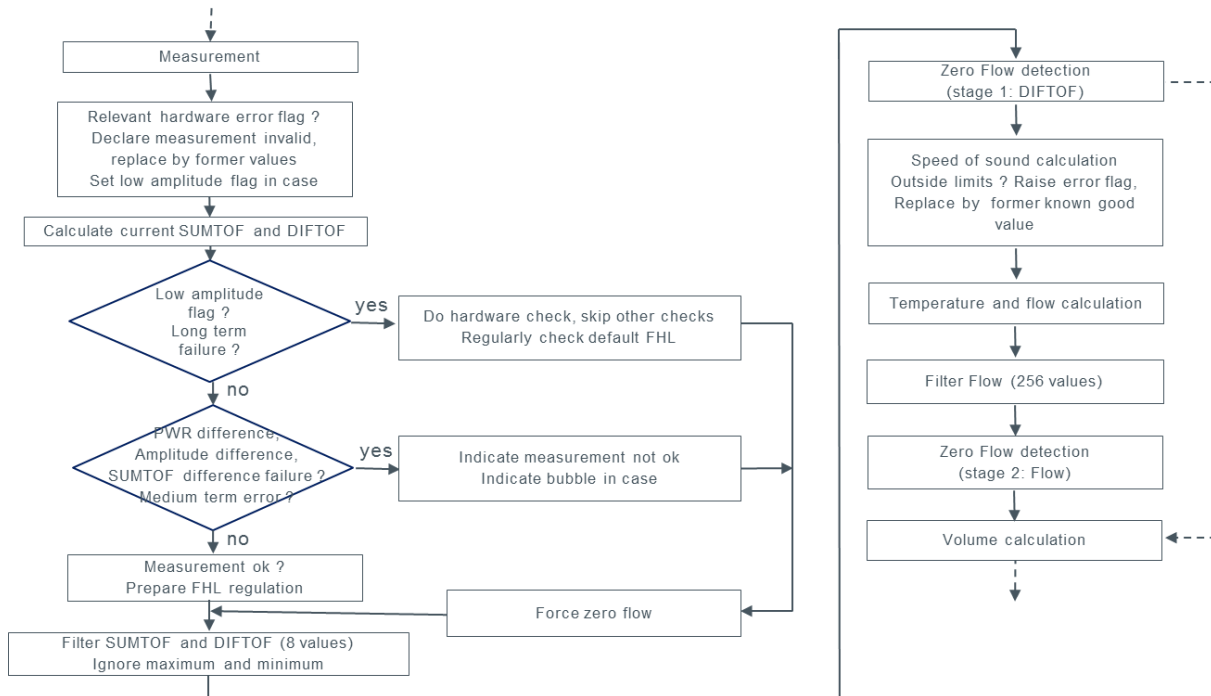 Measurement
Relevant hardware error flag ?
Declare measurement invalid,
replace by former values
Set low amplitude flag in case
Calculate current SUMTOF and DIFTOF
Low amplitude
flag ?
Long term
failure ?
yes
Do hardware check, skip other checks
Regularly check default FHL
no
PWR difference,
Amplitude difference,
SUMTOF difference failure ?
Medium term error ?
yes
Indicate measurement not ok
Indicate bubble in case
no
Measurement ok ?
Prepare FHL regulation
Force zero flow
Filter SUMTOF and DIFTOF (8 values)
Ignore maximum and minimum
Zero Flow detection
(stage 1: DIFTOF)
Speed of sound calculation
Outside limits ? Raise error flag,
Replace by former known good
value
Temperature and flow calculation
Filter Flow (256 values)
Zero Flow detection
(stage 2: Flow)
Volume calculation